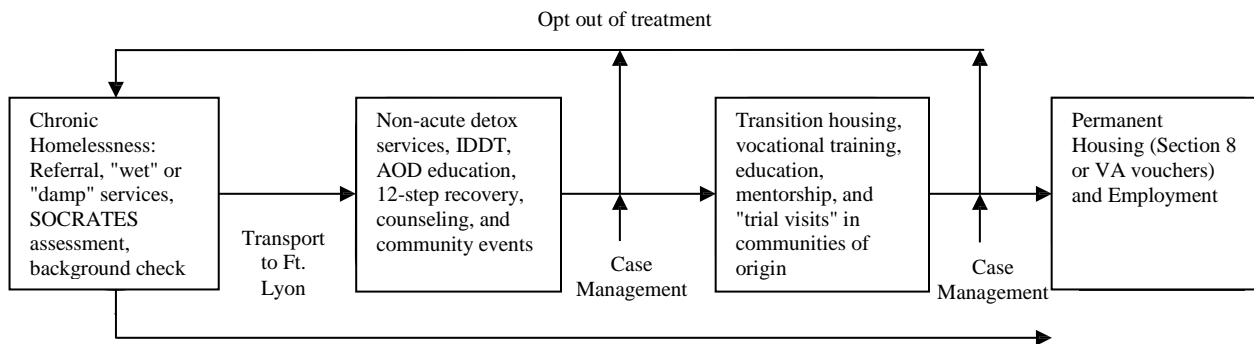 Opt out of treatment
Chronic
Homelessness:
Referral, "wet" or
"damp" services,
SOCRATES
assessment,
background check
Transport
to Ft.
Lyon
Non-acute detox
services, IDDT,
AOD education,
12-step recovery,
counseling, and
community events
Case
Management
Transition housing,
vocational training,
education,
mentorship, and
"trial visits" in
communities of
origin
Case
Management
Permanent
Housing (Section 8
or VA vouchers)
and Employment